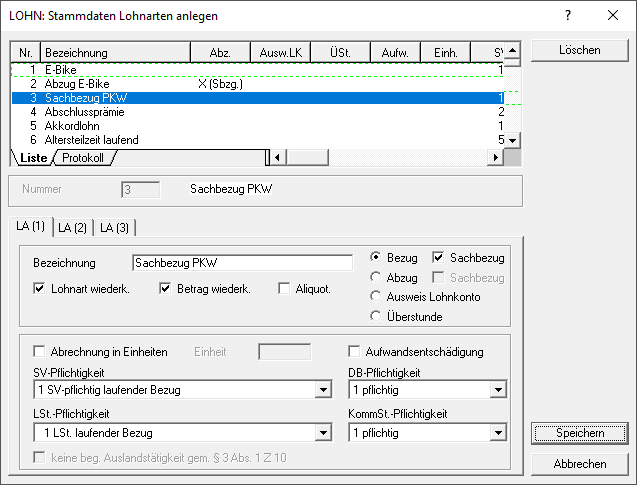 LOHN: Stammdaten Lohnarten anlegen ? ×
Nr. Bezeichnung Abz. Ausw.LK ÜSt. Aufw. Einh. SV
1 E-Bike 1
2 Abzug E-Bike X (Sbzg.)
3 Sachbezug PKW 1
4 Abschlussprämie 2
5 Akkordlohn 1
6 Altersteilzeit laufend 5
Liste Protokoll
Löschen
Nummer 3 Sachbezug PKW
LA (1) LA (2) LA (3)
Bezeichnung Sachbezug PKW
Lohnart wiederk. Betrag wiederk. Aliquot.
Bezug Sachbezug
Abzug Sachbezug
Ausweis Lohnkonto
Überstunde
Abrechnung in Einheiten Einheit Aufwandsentschädigung
SV-Pflichtigkeit DB-Pflichtigkeit
1 SV-pflichtig laufender Bezug 1 pflichtig
LSt.-Pflichtigkeit KommSt.-Pflichtigkeit
1 LSt. laufender Bezug 1 pflichtig
keine beg. Auslandstätigkeit gem. § 3 Abs. 1 Z 10
Speichern
Abbrechen